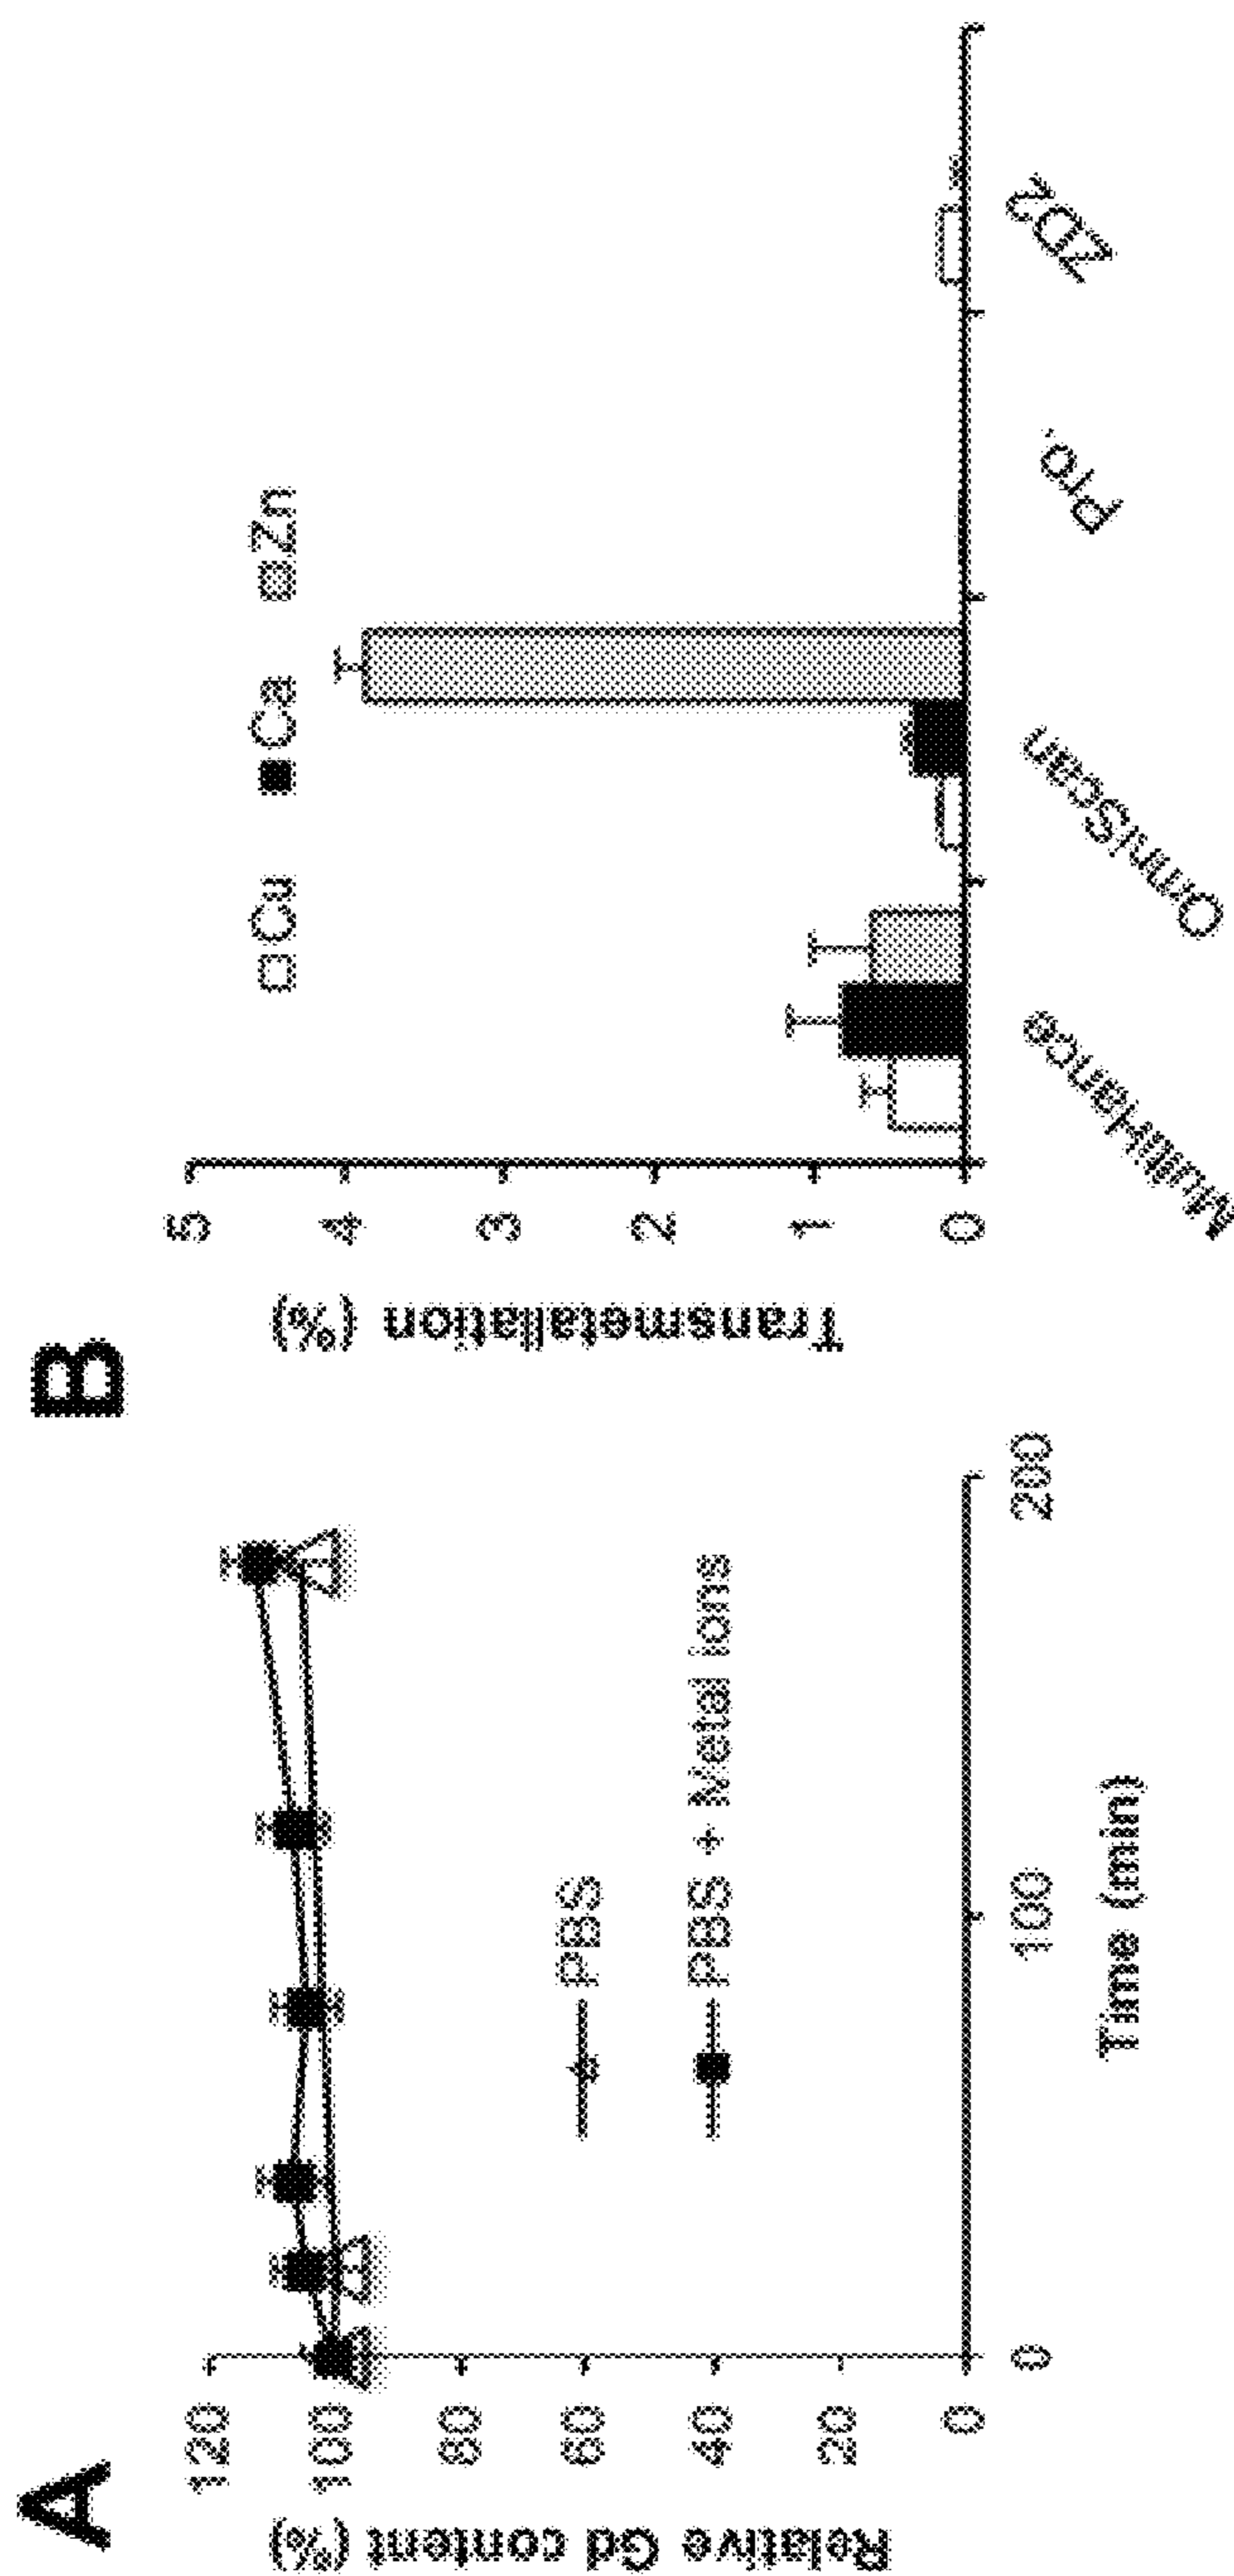 A
Relative Gd content (%)
120
100
80
60
40
20
0
PBS
PBS + Metal ions
0
100
200
Time (min)
B
Transmetallation (%)
5
4
3
2
1
0
Cu
Ca
Zn
MultiHance
OmniScan
Pro.
ZD2